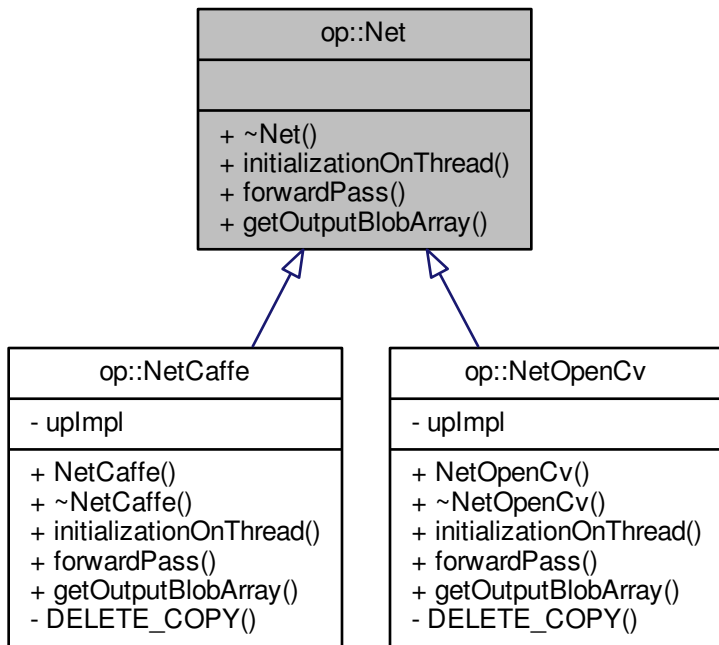 op::Net
+ ~Net()
+ initializationOnThread()
+ forwardPass()
+ getOutputBlobArray()
op::NetCaffe
- upImpl
+ NetCaffe()
+ ~NetCaffe()
+ initializationOnThread()
+ forwardPass()
+ getOutputBlobArray()
- DELETE_COPY()
op::NetOpenCv
- upImpl
+ NetOpenCv()
+ ~NetOpenCv()
+ initializationOnThread()
+ forwardPass()
+ getOutputBlobArray()
- DELETE_COPY()